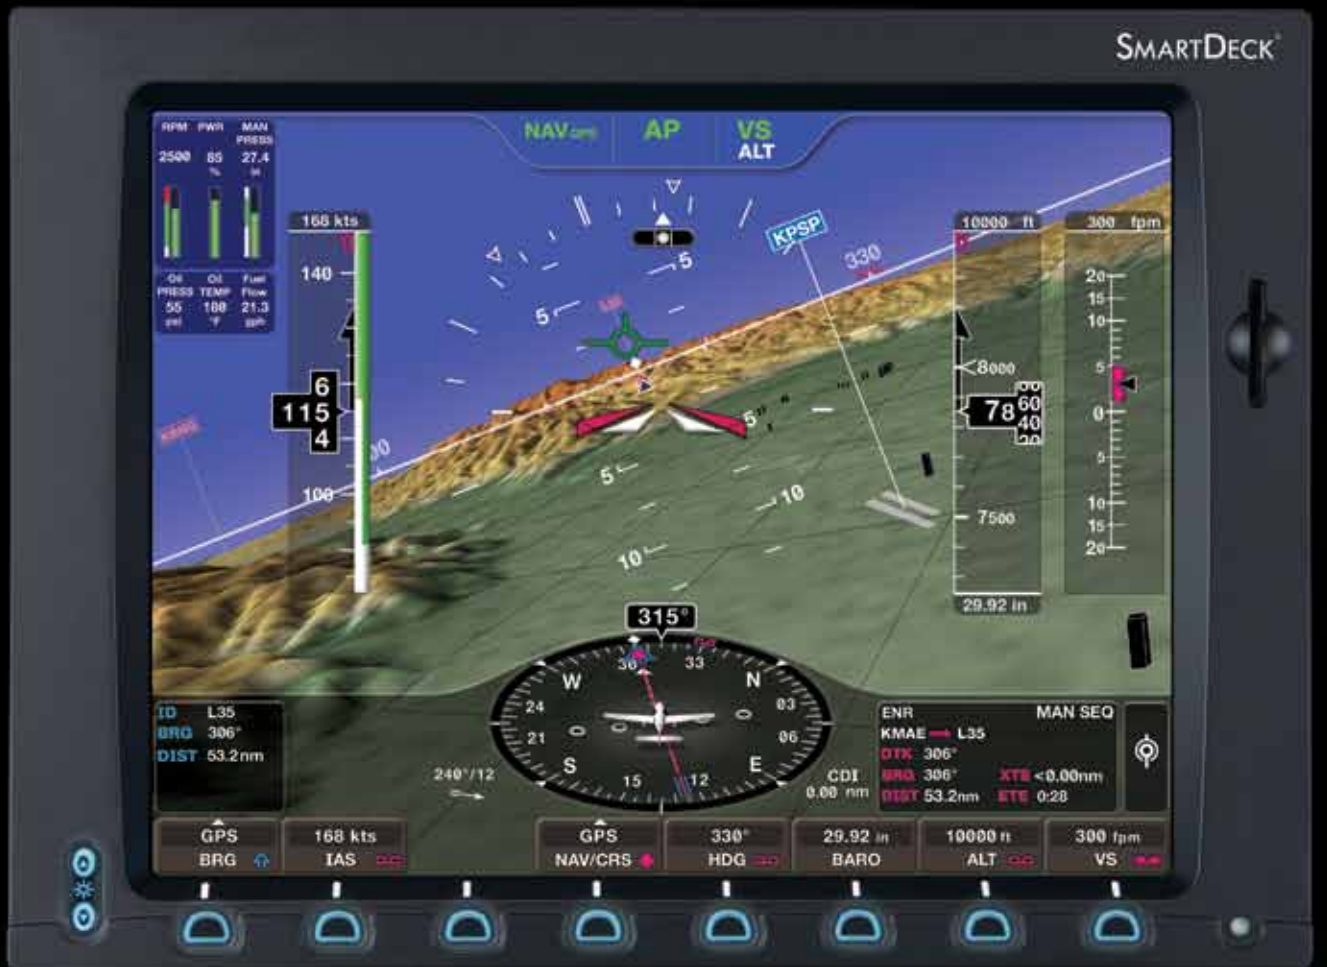 SMARTDECK
NAV GPS AP VS
ALT
RPM PWR MAN
PRESS
2500 85 27.4
% in
Oil Oil Fuel
PRESS TEMP Flow
55 180 21.3
psi °F gph
168 kts
140
6
115
4
100
5
5
KPSP
330
5
5
10
10
10000 ft
8000
78
60
40
20
7500
29.92 in
300 fpm
20
15
10
5
0
5
10
15
20
315°
W 30 33 N
24 03
21 06
S 15 12 E
ID L35
BRG 306°
DIST 53.2nm
240°/12
CDI
0.00 nm
ENR MAN SEQ
KMAE L35
DTK 306°
BRG 306° XTE <0.00nm
DIST 53.2nm ETE 0:28
GPS 168 kts GPS 330° 29.92 in 10000 ft 300 fpm
BRG IAS NAV/CRS HDG BARO ALT VS